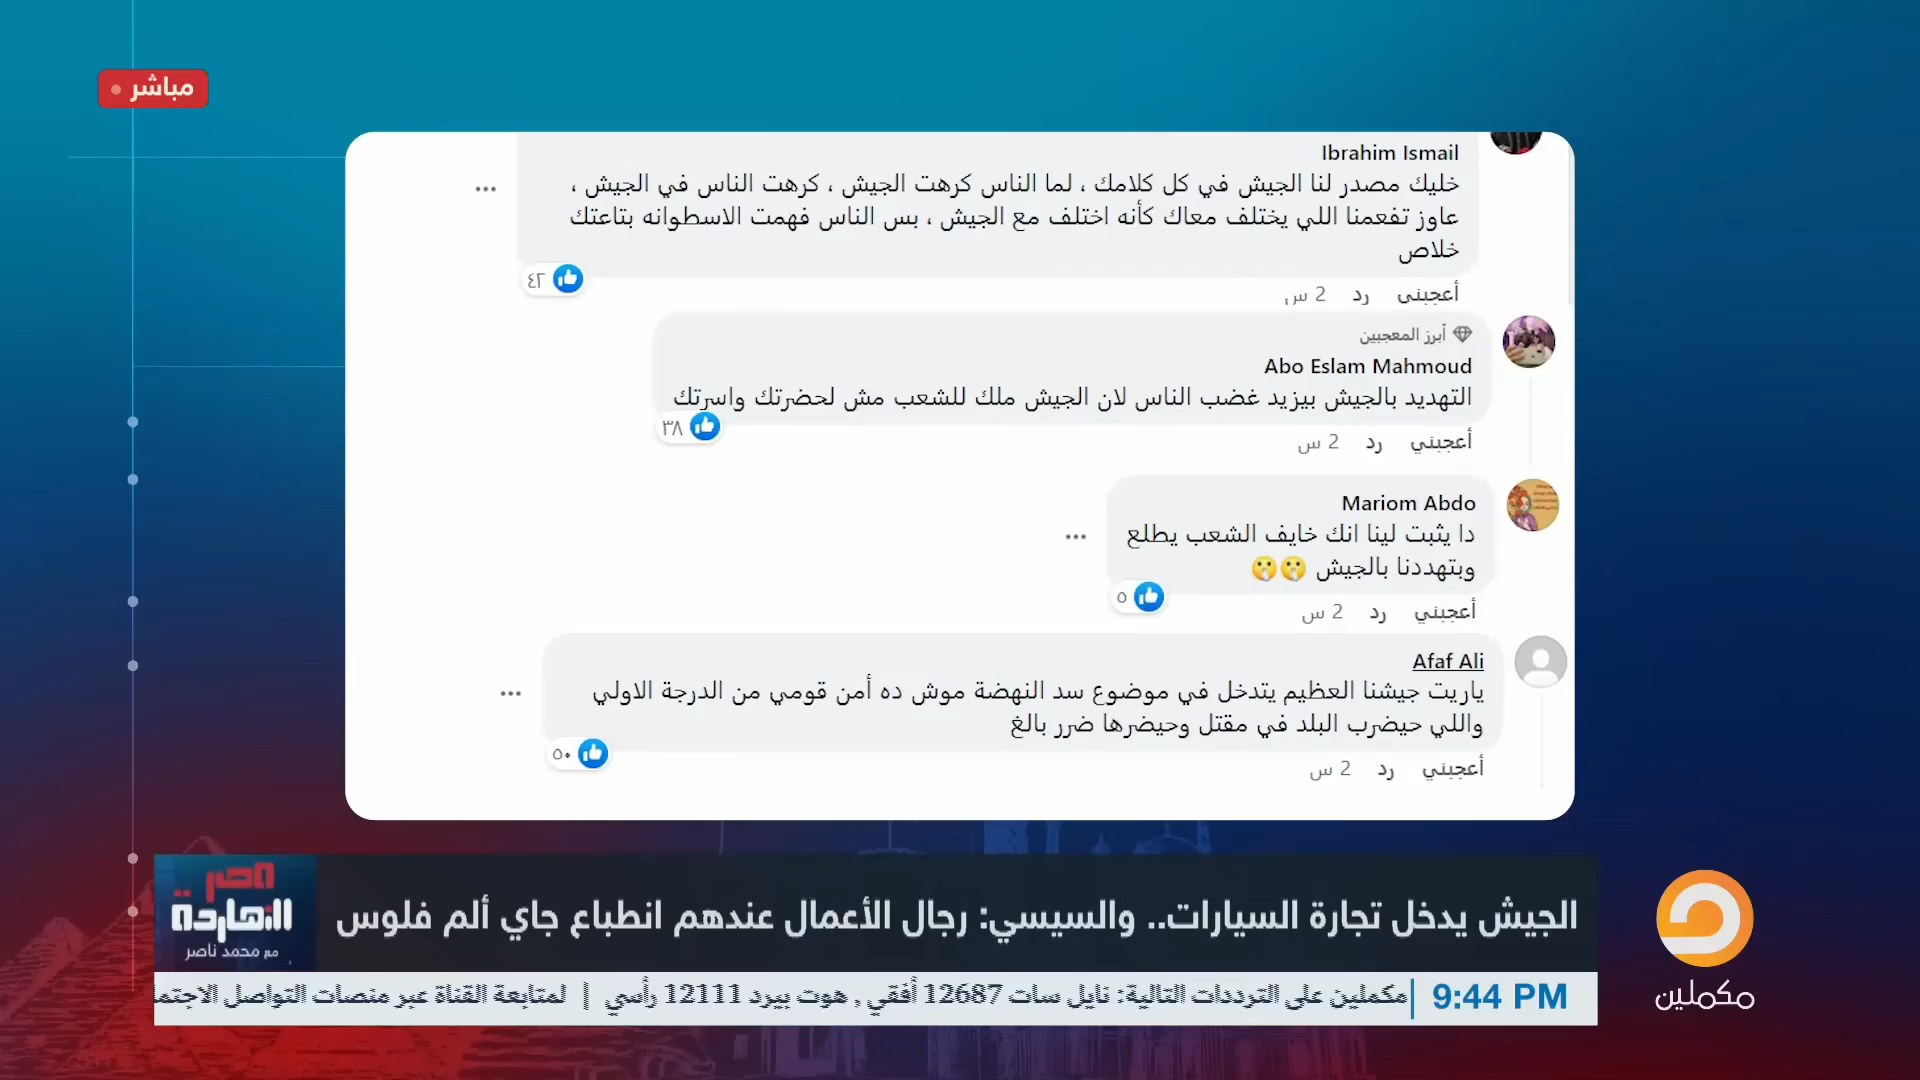 مباشر
Ibrahim Ismail
خليك مصدر لنا الجيش في كل كلامك ، لما الناس كرهت الجيش ، كرهت الناس في الجيش ،
عاوز تفعمنا اللي يختلف معاك كأنه اختلف مع الجيش ، بس الناس فهمت الاسطوانه بتاعتك
خلاص
٤٢
أعجبني رد 2 س
أبرز المعجبين
Abo Eslam Mahmoud
التهديد بالجيش بيزيد غضب الناس لان الجيش ملك للشعب مش لحضرتك واسرتك
٣٨
أعجبني رد 2 س
Mariom Abdo
دا يثبت لينا انك خايف الشعب يطلع
وبتهددنا بالجيش 🤫🤫
٥
أعجبني رد 2 س
Afaf Ali
ياريت جيشنا العظيم يتدخل في موضوع سد النهضة موش ده أمن قومي من الدرجة الاولي
واللي حيضرب البلد في مقتل وحيضرها ضرر بالغ
٥٠
أعجبني رد 2 س
مصر
النهاردة
مع محمد ناصر
الجيش يدخل تجارة السيارات.. والسيسي: رجال الأعمال عندهم انطباع جاي ألم فلوس
9:44 PM
مكملين على الترددات التالية: نايل سات 12687 أفقي , هوت بيرد 12111 رأسي | لمتابعة القناة عبر منصات التواصل
مكملين